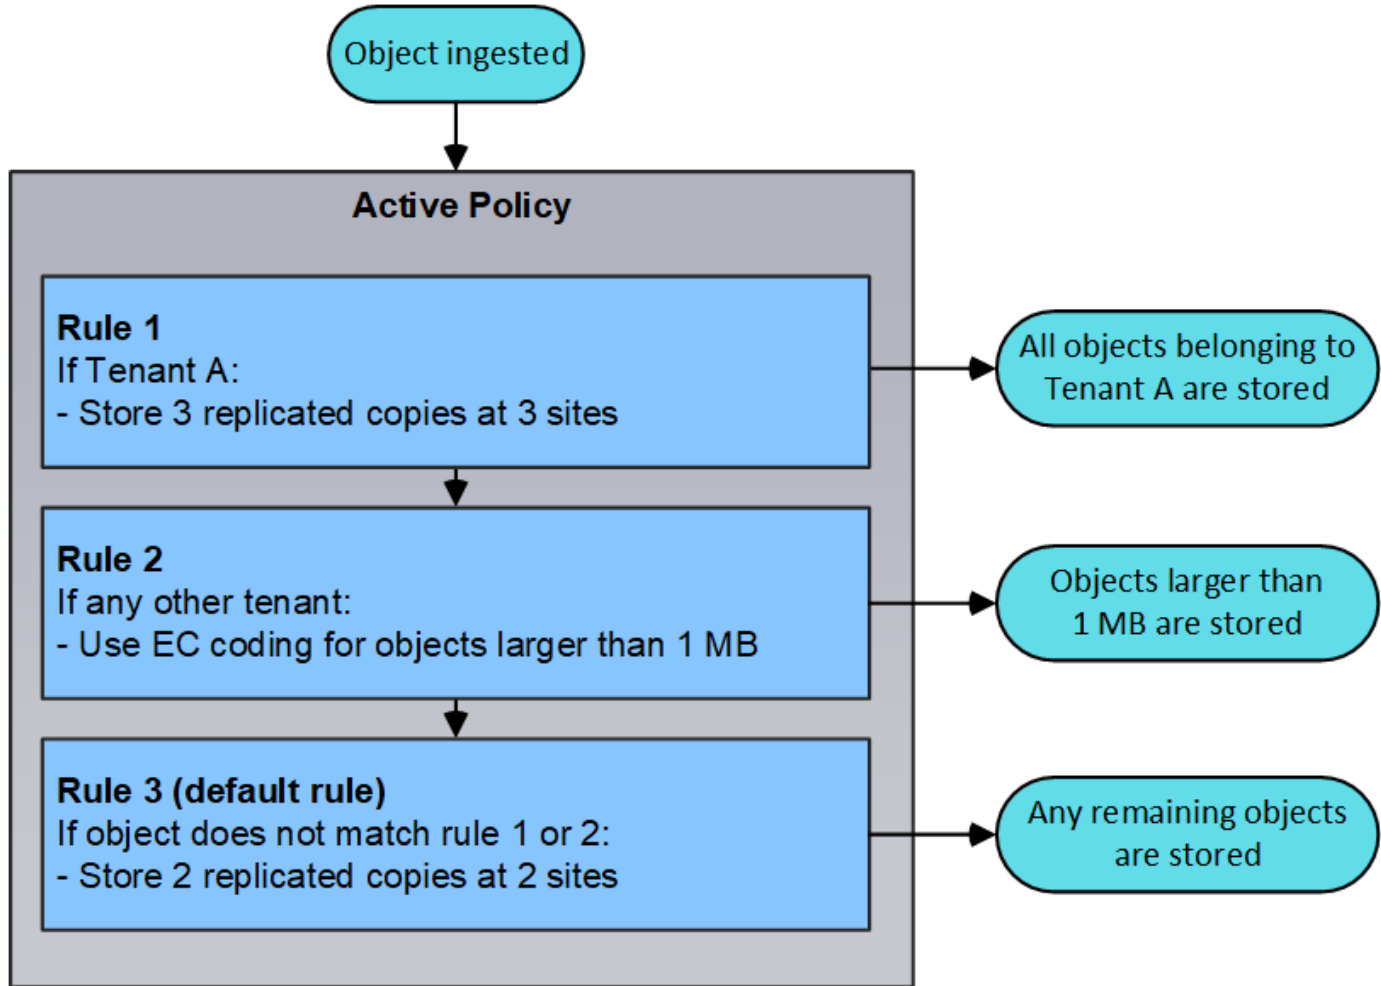 Object ingested
Active Policy
Rule 1
If Tenant A:
- Store 3 replicated copies at 3 sites
All objects belonging to
Tenant A are stored
Rule 2
If any other tenant:
- Use EC coding for objects larger than 1 MB
Objects larger than
1 MB are stored
Rule 3 (default rule)
If object does not match rule 1 or 2:
- Store 2 replicated copies at 2 sites
Any remaining objects
are stored